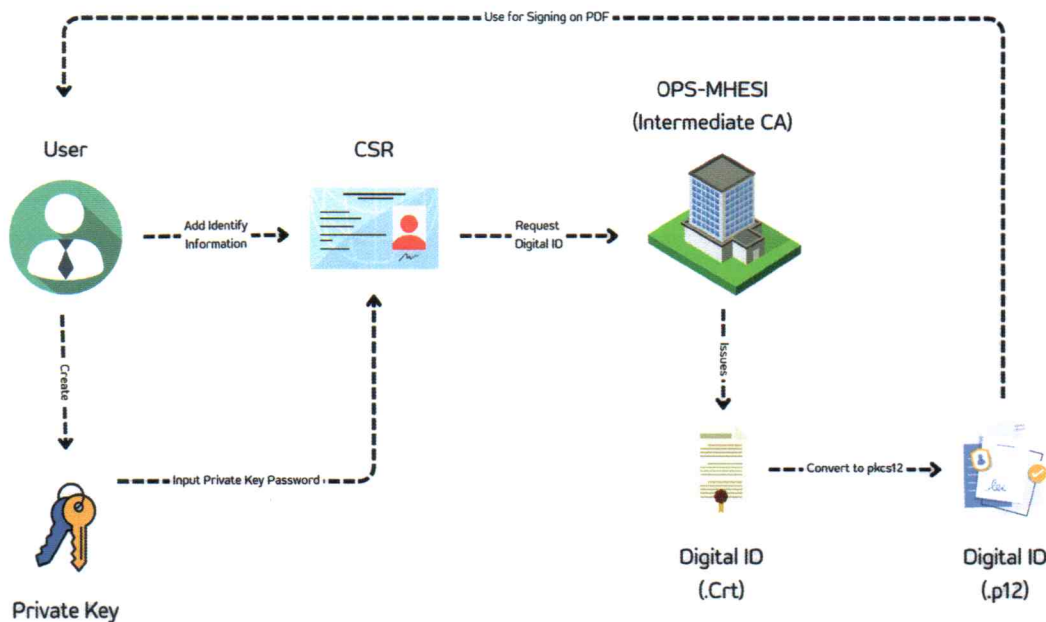 Use for Signing on PDF
OPS-MHESI
(Intermediate CA)
User
CSR
Add Identify
Information
Request
Digital ID
Create
Issues
Input Private Key Password
Convert to pkcs12
Private Key
Digital ID
(.Crt)
Digital ID
(.p12)